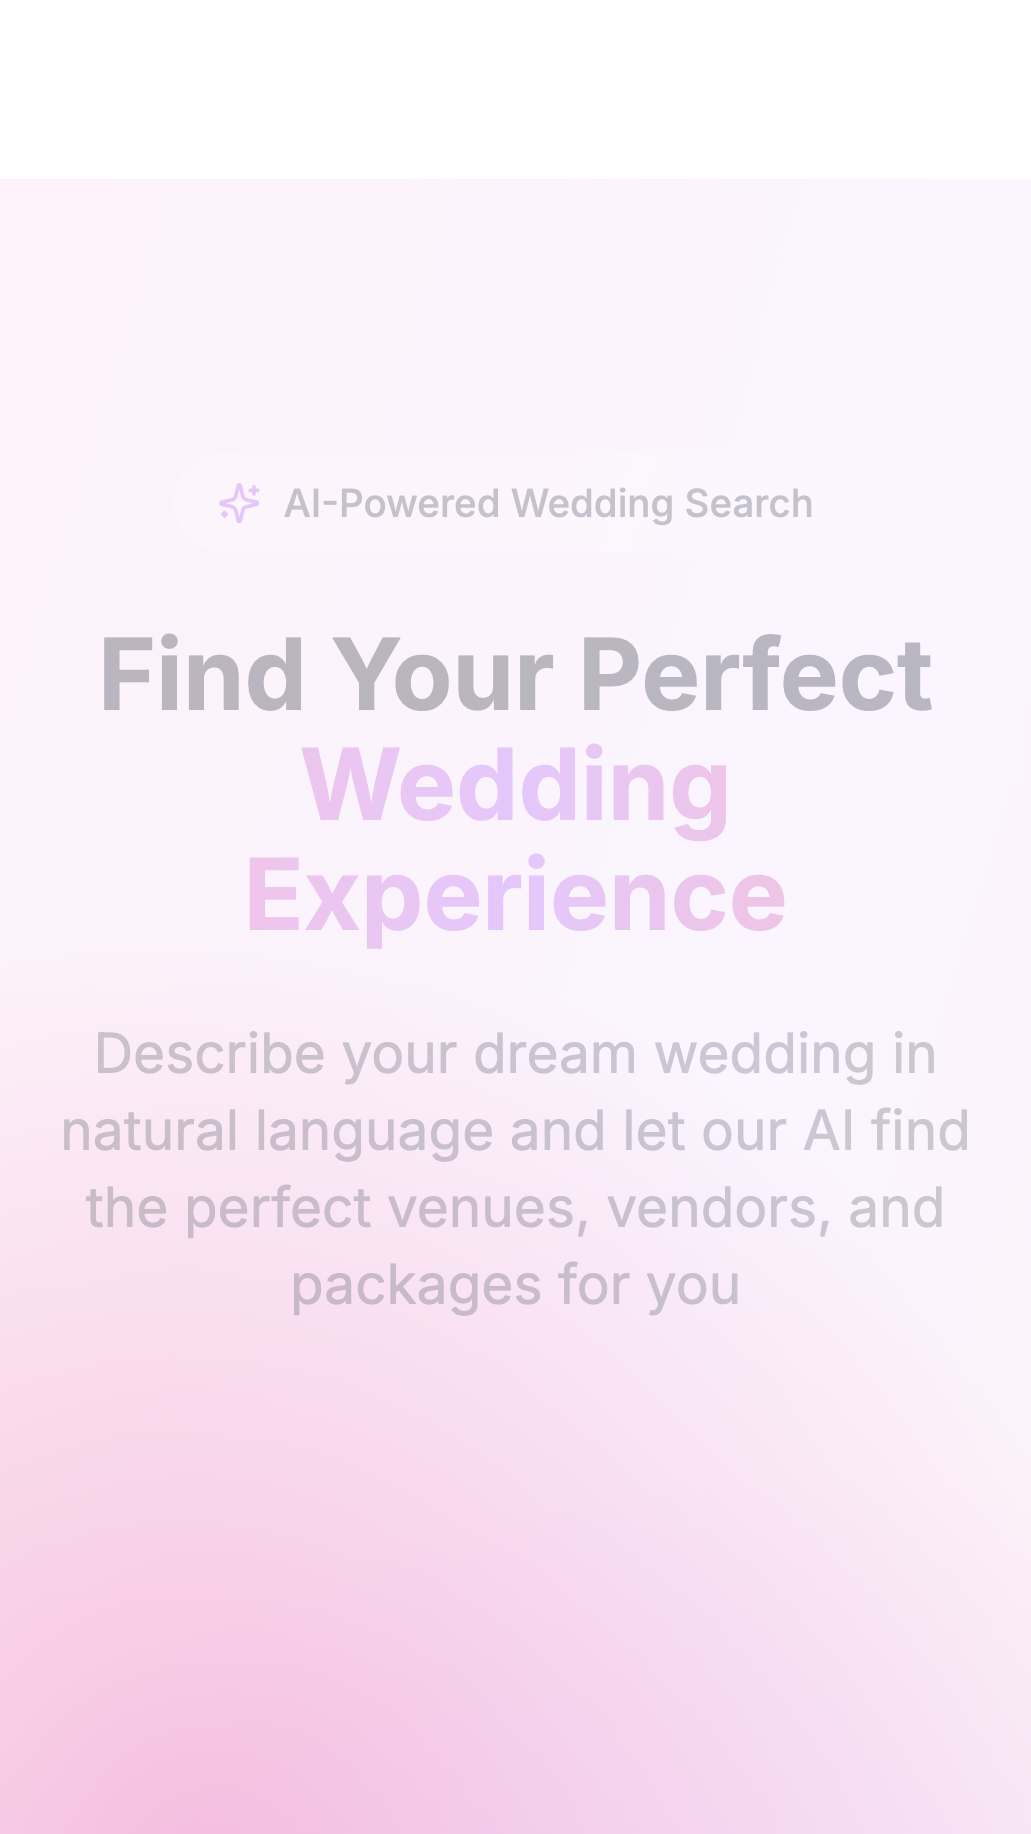 AI-Powered Wedding Search
Find Your Perfect
Wedding
Experience
Describe your dream wedding in
natural language and let our AI find
the perfect venues, vendors, and
packages for you